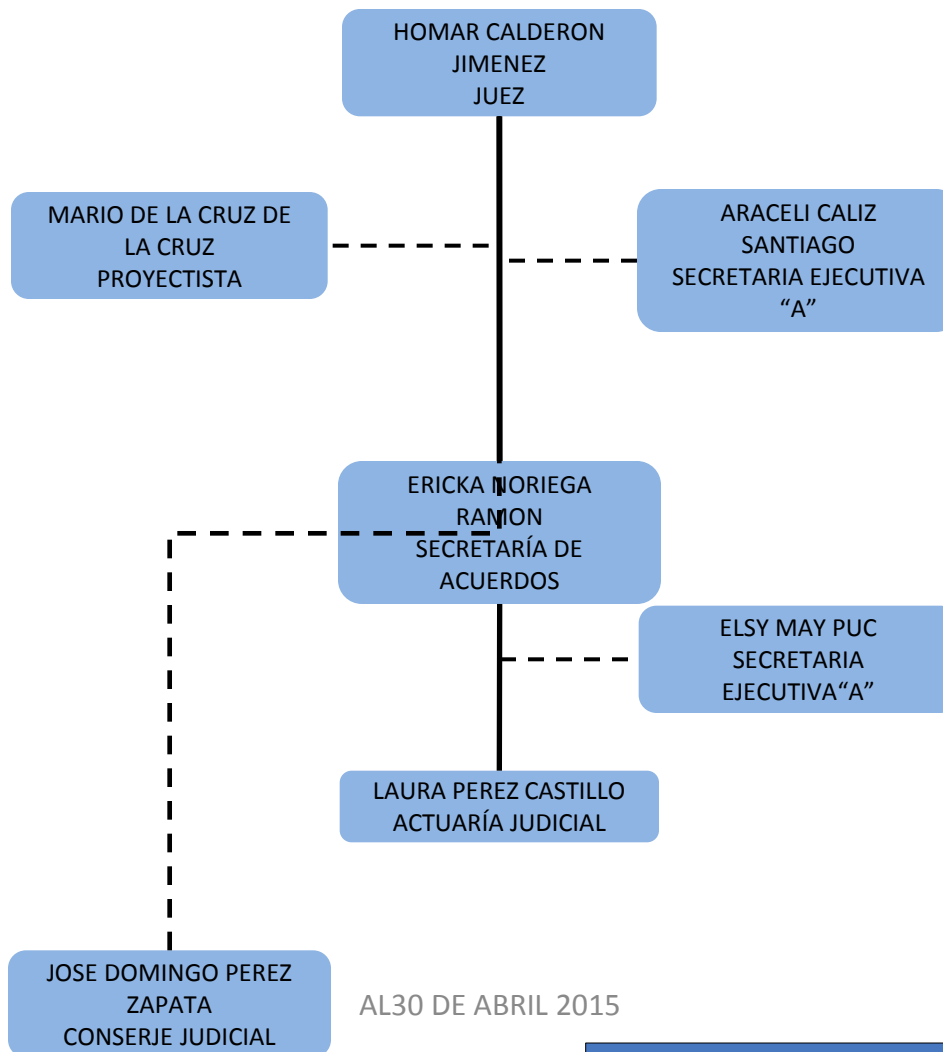 HOMAR CALDERON
JIMENEZ
JUEZ
MARIO DE LA CRUZ DE
LA CRUZ
PROYECTISTA
ARACELI CALIZ
SANTIAGO
SECRETARIA EJECUTIVA
“A”
ERICKA NORIEGA
RAMON
SECRETARÍA DE
ACUERDOS
ELSY MAY PUC
SECRETARIA
EJECUTIVA“A”
LAURA PEREZ CASTILLO
ACTUARÍA JUDICIAL
JOSE DOMINGO PEREZ
ZAPATA
CONSERJE JUDICIAL
AL30 DE ABRIL 2015